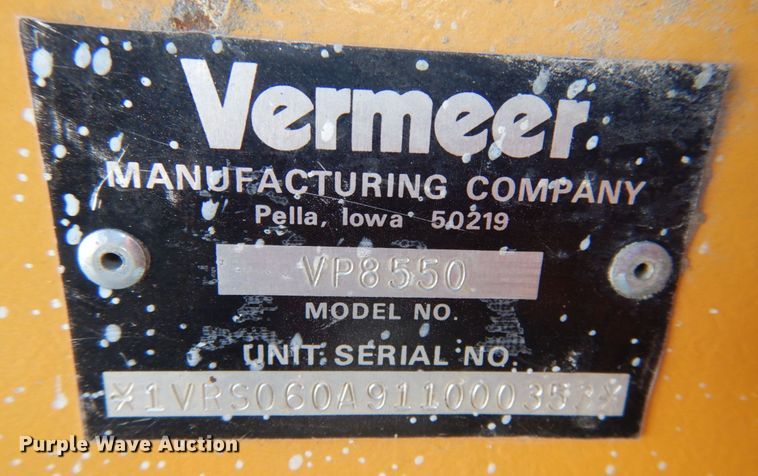 Vermeer
MANUFACTURING COMPANY
Pella, Iowa 50219
VP8550
MODEL NO.
UNIT SERIAL NO.
Purple Wave Auction